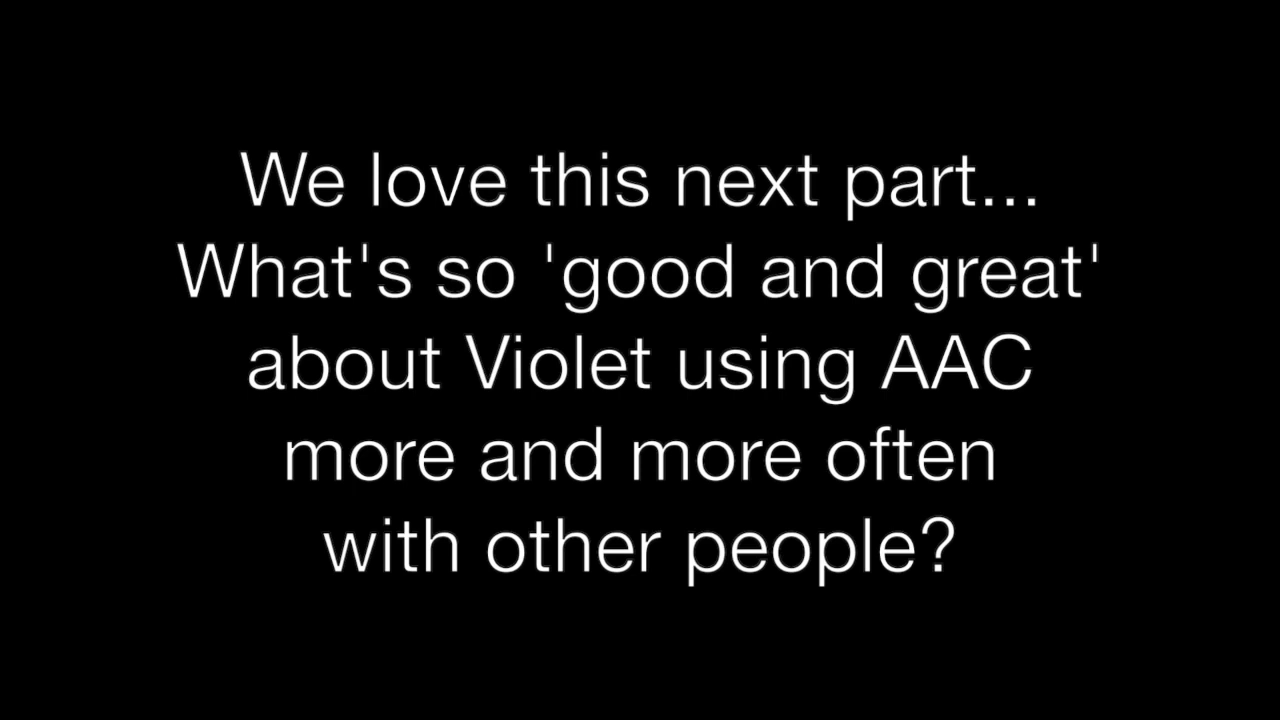 We love this next part...
What's so 'good and great'
about Violet using AAC
more and more often
with other people?